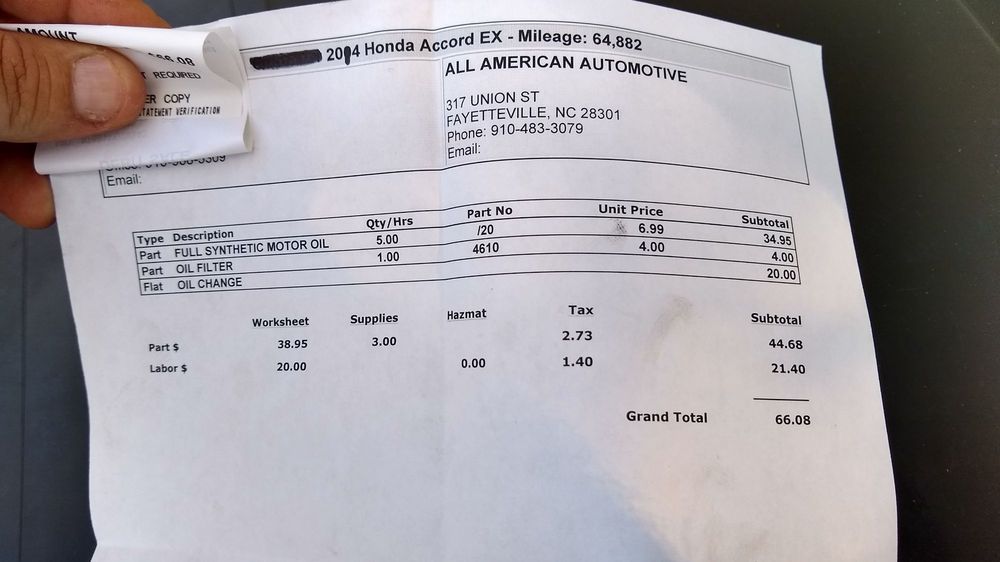 AMOUNT
66.08
T REQUIRED
ER COPY
STATEMENT VERIFICATION
2004 Honda Accord EX - Mileage: 64,882
ALL AMERICAN AUTOMOTIVE
317 UNION ST
FAYETTEVILLE, NC 28301
Phone: 910-483-3079
Email:
Email:
Type Description Qty/Hrs Part No Unit Price Subtotal
Part FULL SYNTHETIC MOTOR OIL 5.00 /20 6.99 34.95
Part OIL FILTER 1.00 4610 4.00 4.00
Flat OIL CHANGE 20.00
Worksheet Supplies Hazmat Tax Subtotal
Part $ 38.95 3.00 2.73 44.68
Labor $ 20.00 0.00 1.40 21.40
Grand Total 66.08